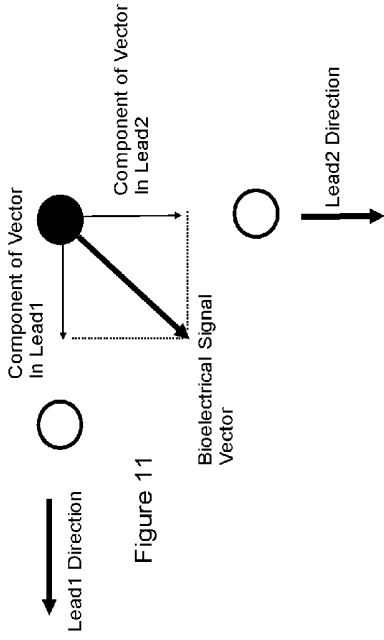 Component of Vector
In Lead1
Component of Vector
In Lead2
Lead1 Direction
Lead2 Direction
Bioelectrical Signal
Vector
Figure 11